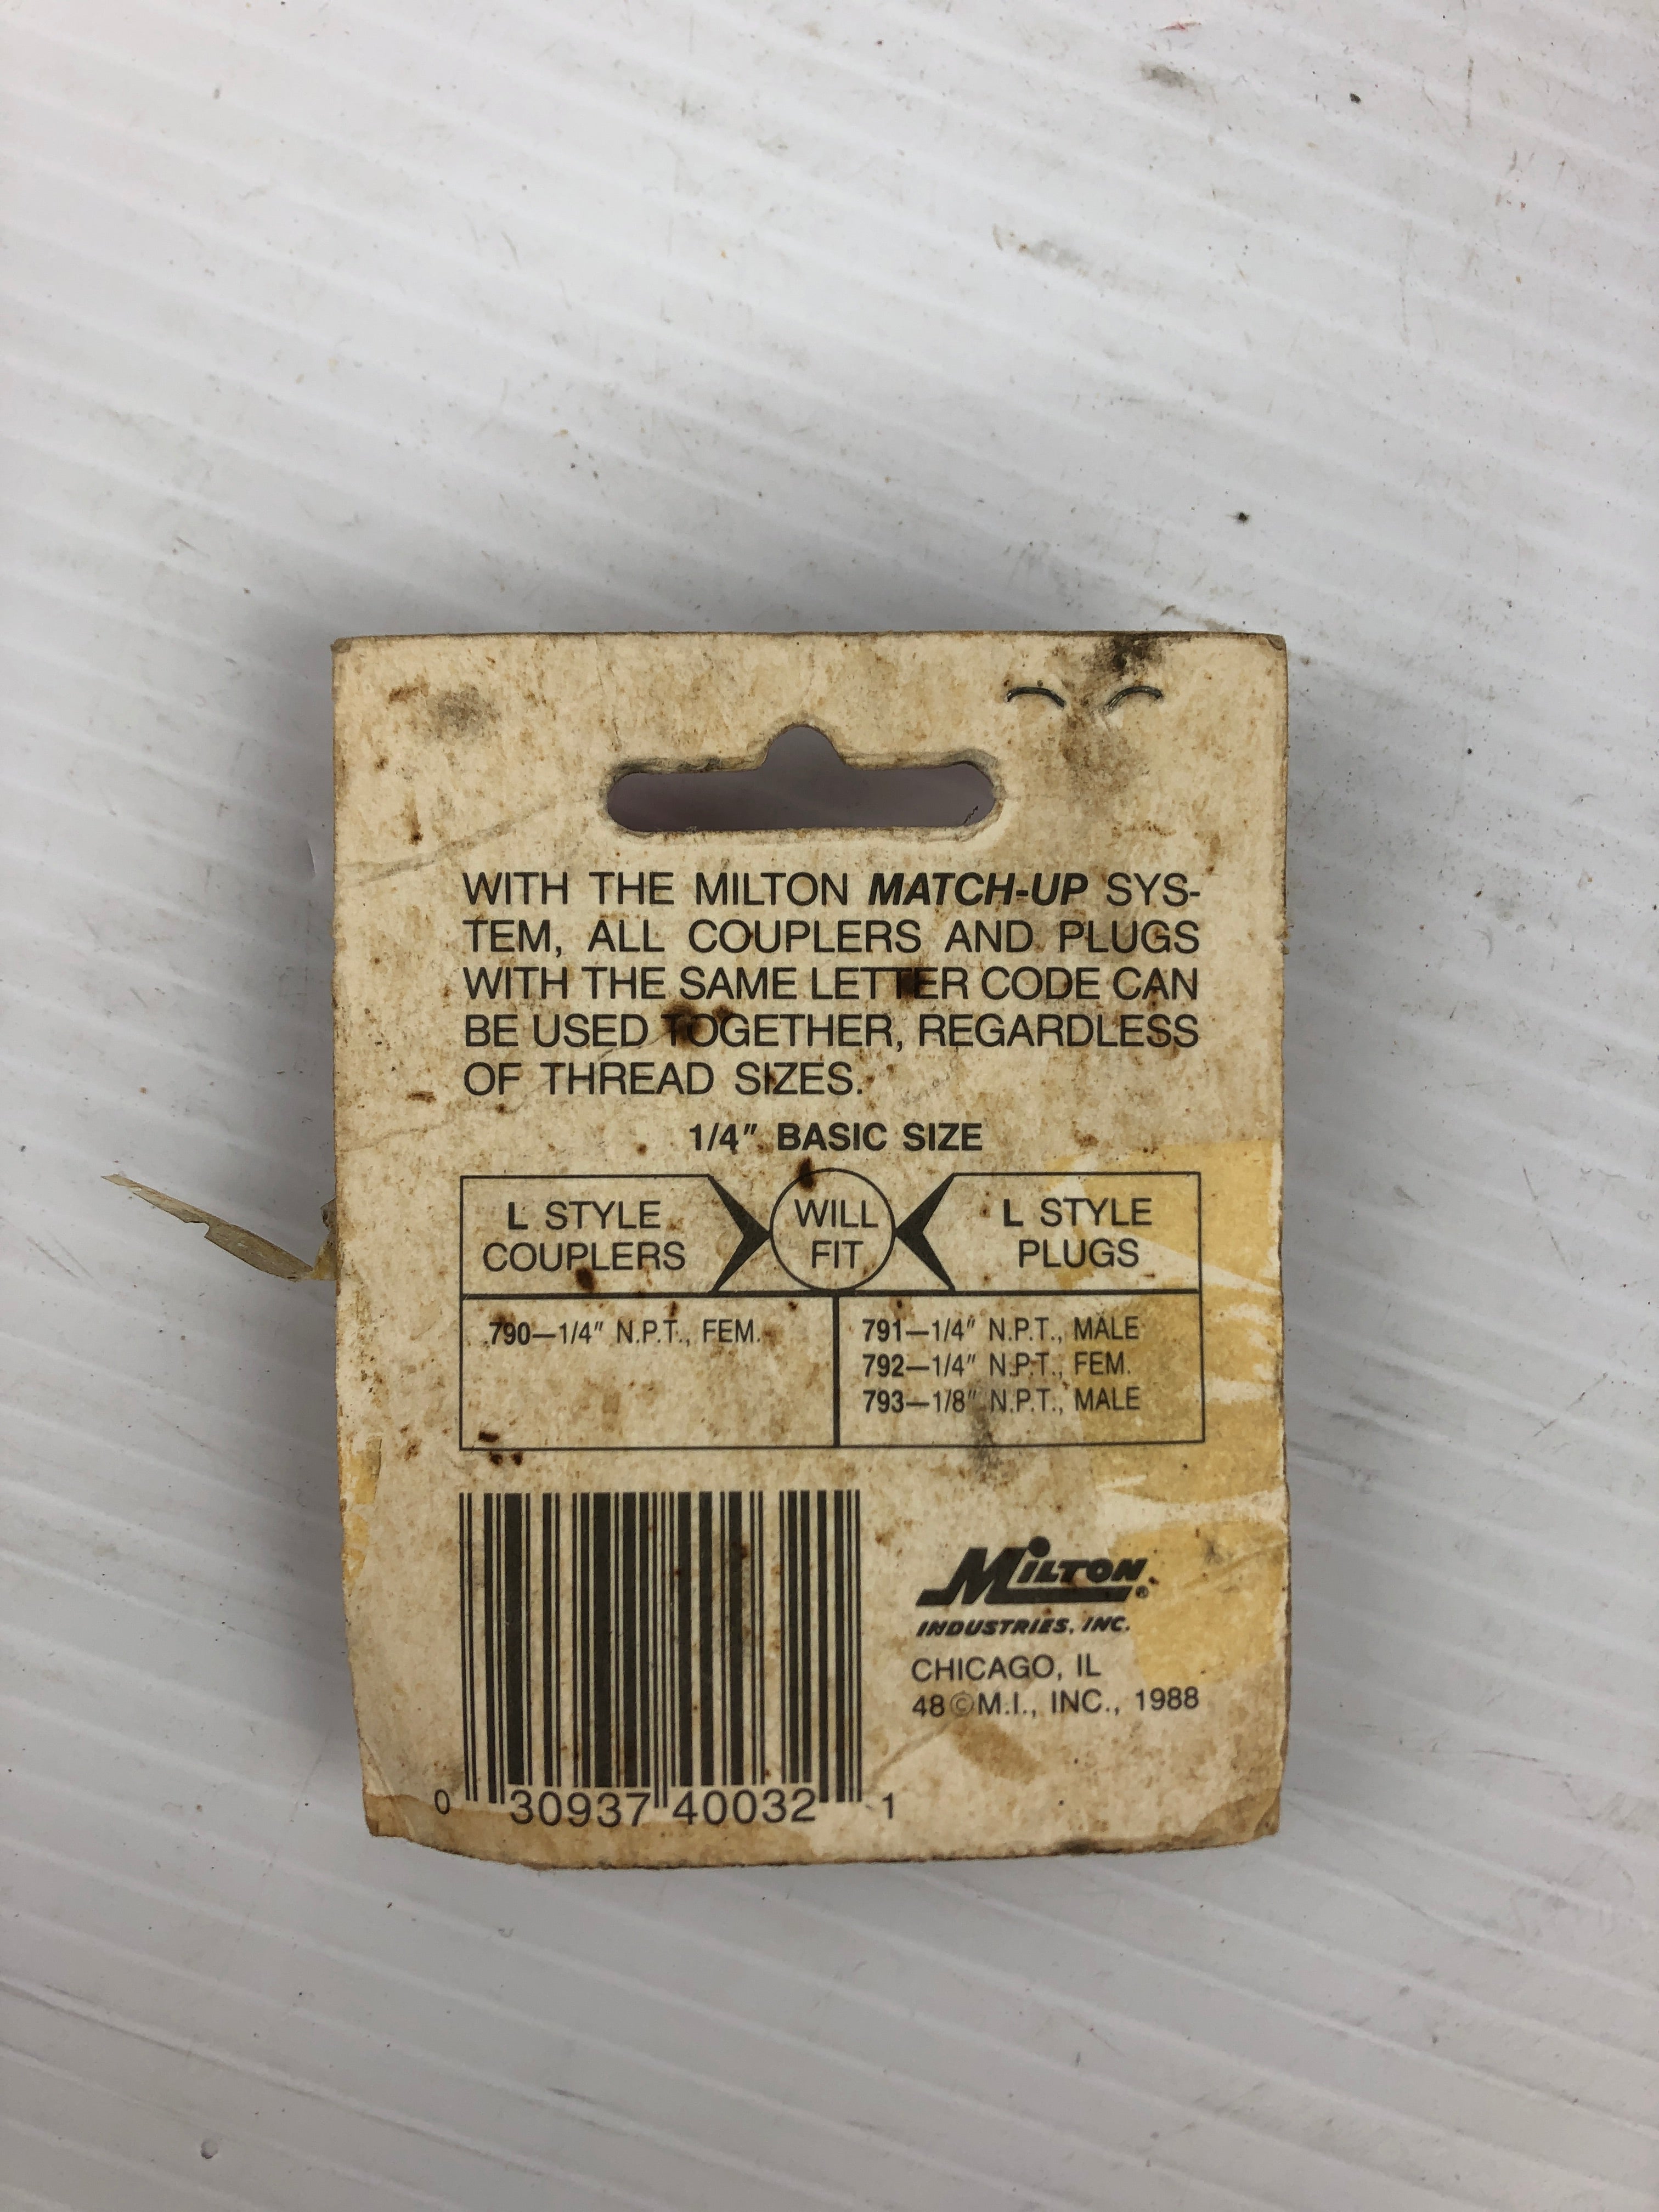 WITH THE MILTON MATCH-UP SYS-
TEM, ALL COUPLERS AND PLUGS
WITH THE SAME LETTER CODE CAN
BE USED TOGETHER, REGARDLESS
OF THREAD SIZES.
1/4" BASIC SIZE
L STYLE
COUPLERS
WILL
FIT
L STYLE
PLUGS
790—1/4" N.P.T., FEM.
791—1/4" N.P.T., MALE
792—1/4" N.P.T., FEM.
793—1/8" N.P.T., MALE
MILTON®
INDUSTRIES, INC.
CHICAGO, IL
48©M.I., INC., 1988
0 30937 40032 1